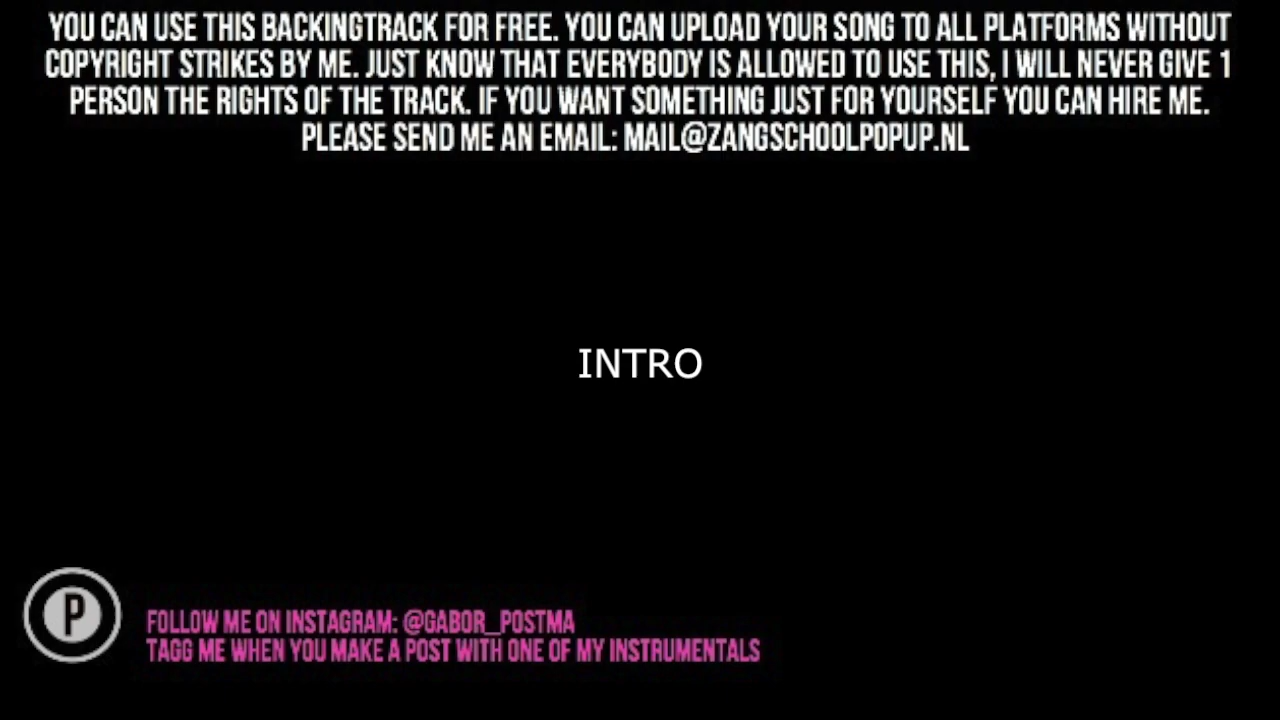 YOU CAN USE THIS BACKINGTRACK FOR FREE. YOU CAN UPLOAD YOUR SONG TO ALL PLATFORMS WITHOUT
COPYRIGHT STRIKES BY ME. JUST KNOW THAT EVERYBODY IS ALLOWED TO USE THIS, I WILL NEVER GIVE 1
PERSON THE RIGHTS OF THE TRACK. IF YOU WANT SOMETHING JUST FOR YOURSELF YOU CAN HIRE ME.
PLEASE SEND ME AN EMAIL: MAIL@ZANGSCHOOLPOPUP.NL
INTRO
P
FOLLOW ME ON INSTAGRAM: @GABOR_POSTMA
TAGG ME WHEN YOU MAKE A POST WITH ONE OF MY INSTRUMENTALS